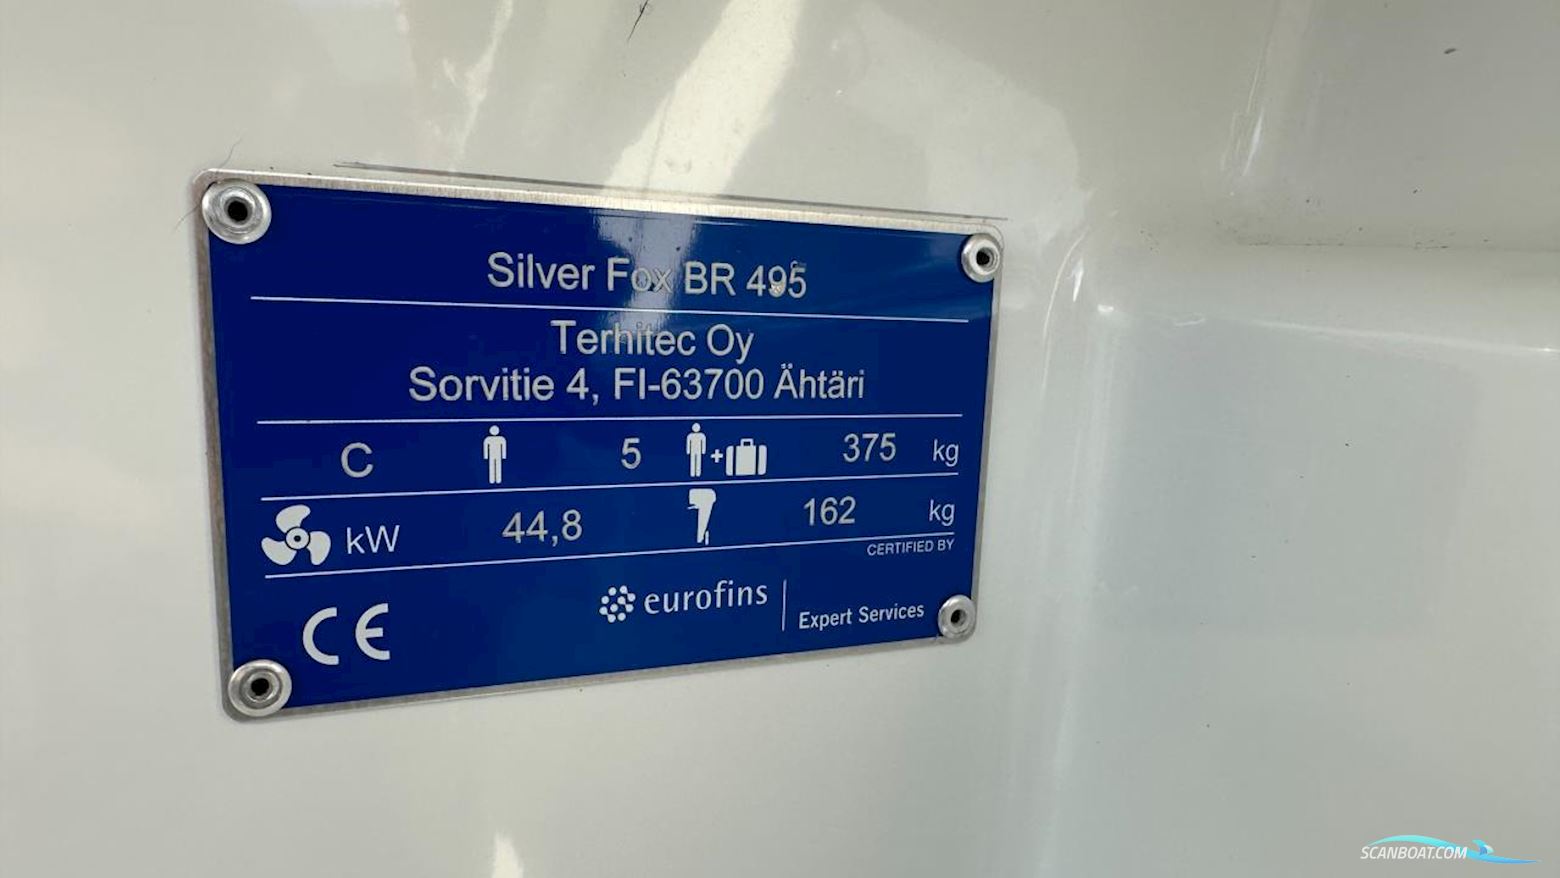 Silver Fox BR 495
Terhitec Oy
Sorvitie 4, FI-63700 Ähtäri
C 5 375 kg
kW 44,8 162 kg
CERTIFIED BY
CE eurofins Expert Services
SCANBOAT.COM